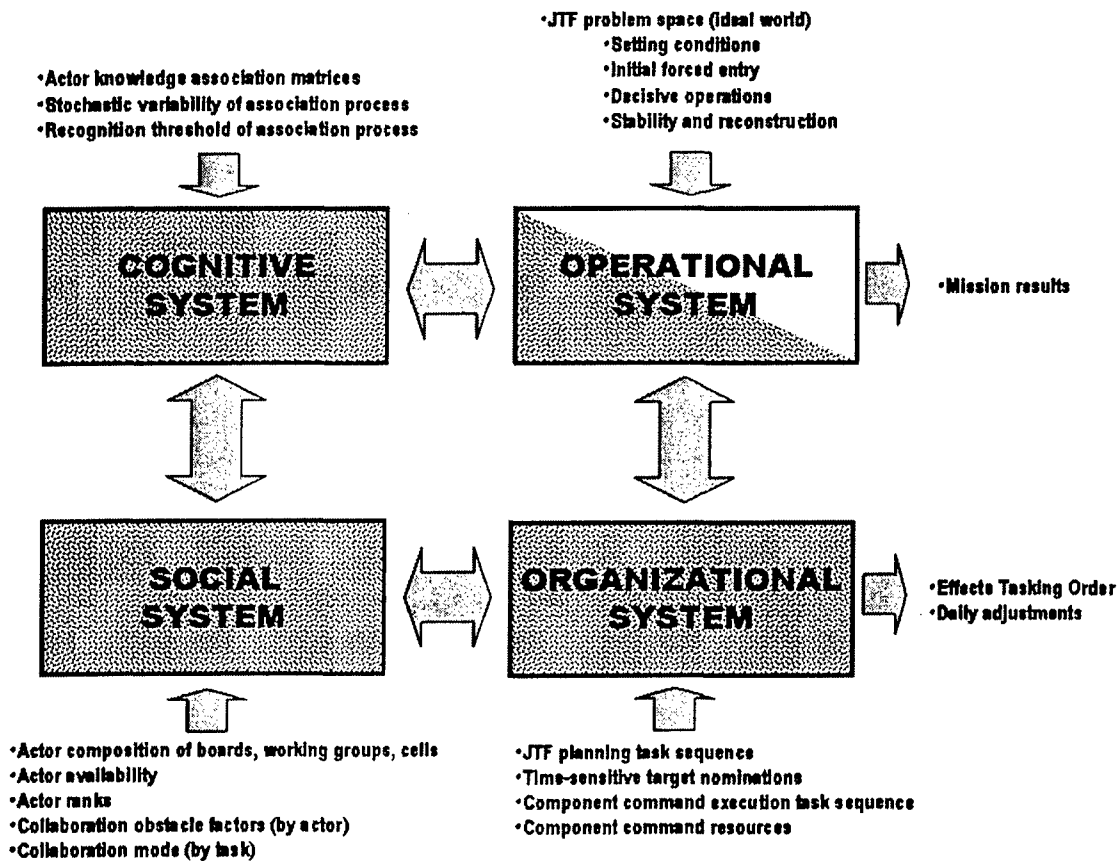 •JTF problem space (ideal world)
•Setting conditions
•Initial forced entry
•Decisive operations
•Stability and reconstruction
•Actor knowledge association matrices
•Stochastic variability of association process
•Recognition threshold of association process
COGNITIVE
SYSTEM
OPERATIONAL
SYSTEM
•Mission results
SOCIAL
SYSTEM
ORGANIZATIONAL
SYSTEM
•Effects Tasking Order
•Daily adjustments
•Actor composition of boards, working groups, cells
•Actor availability
•Actor ranks
•Collaboration obstacle factors (by actor)
•Collaboration mode (by task)
•JTF planning task sequence
•Time-sensitive target nominations
•Component command execution task sequence
•Component command resources